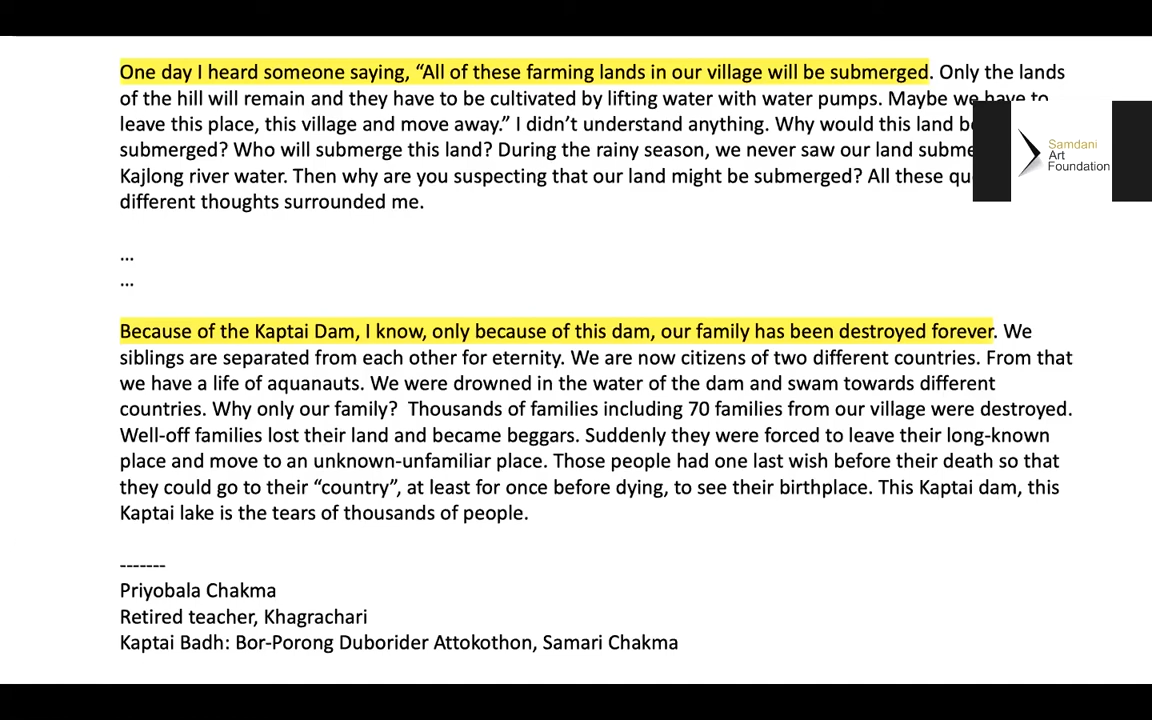 One day I heard someone saying, “All of these farming lands in our village will be submerged. Only the lands
of the hill will remain and they have to be cultivated by lifting water with water pumps. Maybe we have to
leave this place, this village and move away.” I didn’t understand anything. Why would this land
submerged? Who will submerge this land? During the rainy season, we never saw our land
Kajlong river water. Then why are you suspecting that our land might be submerged? All these
different thoughts surrounded me.
...
...
Because of the Kaptai Dam, I know, only because of this dam, our family has been destroyed forever. We
siblings are separated from each other for eternity. We are now citizens of two different countries. From that
we have a life of aquanauts. We were drowned in the water of the dam and swam towards different
countries. Why only our family? Thousands of families including 70 families from our village were destroyed.
Well-off families lost their land and became beggars. Suddenly they were forced to leave their long-known
place and move to an unknown-unfamiliar place. Those people had one last wish before their death so that
they could go to their “country”, at least for once before dying, to see their birthplace. This Kaptai dam, this
Kaptai lake is the tears of thousands of people.
-------
Priyobala Chakma
Retired teacher, Khagrachari
Kaptai Badh: Bor-Porong Duborider Attokothon, Samari Chakma
Samdani
Art
Foundation